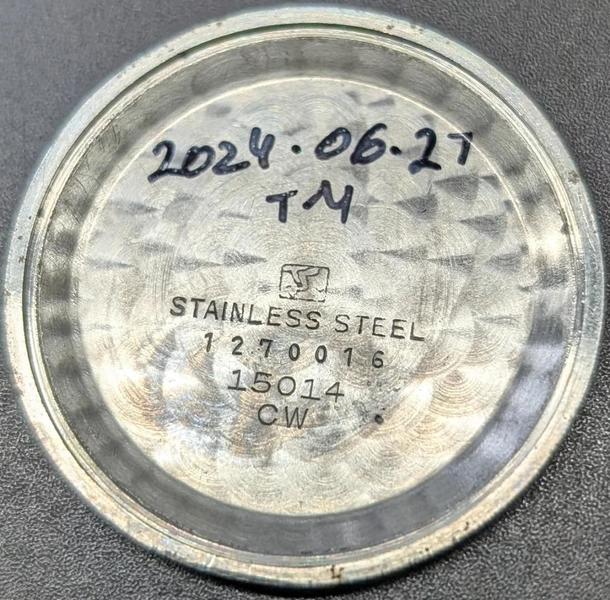 2024.06.27
TM
STAINLESS STEEL
1270016
15014
CW